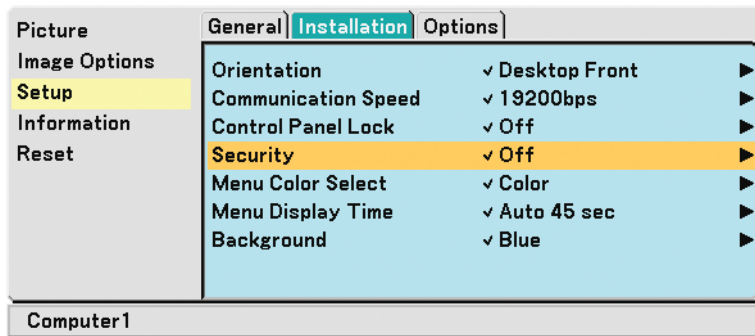 Picture
Image Options
Setup
Information
Reset
General Installation Options
Orientation ✓ Desktop Front ▶
Communication Speed ✓ 19200bps ▶
Control Panel Lock ✓ Off ▶
Security ✓ Off ▶
Menu Color Select ✓ Color ▶
Menu Display Time ✓ Auto 45 sec ▶
Background ✓ Blue ▶
Computer1